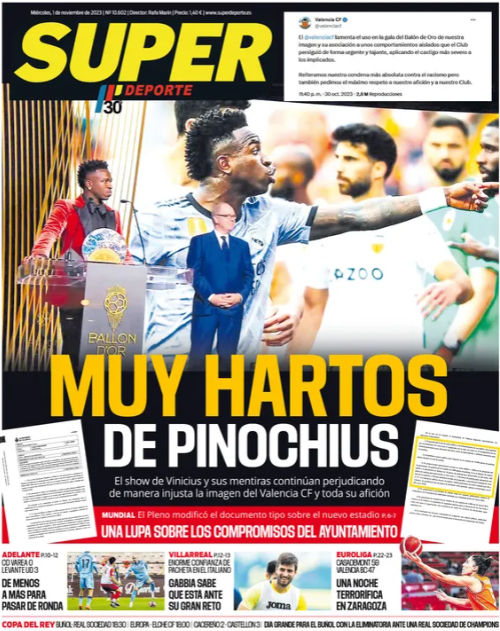 Miércoles, 1 de noviembre de 2023 | Nº 10.602 | Director: Rafa Marín | Precio: 1,40 € | www.superdeporte.es
Valencia CF
@valenciacf
El @valenciacf lamenta el uso en la gala del Balón de Oro de nuestra
imagen y su asociación a unos comportamientos aislados que el Club
persiguió de forma urgente y tajante, aplicando el castigo más severo a
los implicados.
Reiteramos nuestra condena más absoluta contra el racismo pero
también pedimos el máximo respeto a nuestra afición y a nuestro Club.
11:40 p. m. · 30 oct. 2023 · Reproducciones
SUPER
DEPORTE
30
AZOO
BALLON
D'OR
MUY HARTOS
DE PINOCHIUS
El show de Vinicius y sus mentiras continúan perjudicando
de manera injusta la imagen del Valencia CF y toda su afición
MUNDIAL El Pleno modificó el documento tipo sobre el nuevo estadio P.6-7
UNA LUPA SOBRE LOS COMPROMISOS DEL AYUNTAMIENTO
ADELANTE P.10-12
CD VAREA 0
LEVANTE UD 3
DE MENOS
A MÁS PARA
PASAR DE RONDA
VILLARREAL P.12-13
ENORME CONFIANZA DE
PACHETA EN EL ITALIANO
GABBIA SABE
QUE ESTÁ ANTE
SU GRAN RETO
EUROLIGA P.22-23
CASADEMONT 59
VALENCIA BC 47
UNA NOCHE
TERRORÍFICA
EN ZARAGOZA
COPA DEL REY BUÑOL-REAL SOCIEDAD 19:30 / EUROPA - ELCHE CF 19:00 / CACEREÑO 2 - CASTELLÓN 3 / DÍA GRANDE PARA EL BUÑOL CON LA ELIMINATORIA ANTE UNA REAL SOCIEDAD DE CHAMPIONS